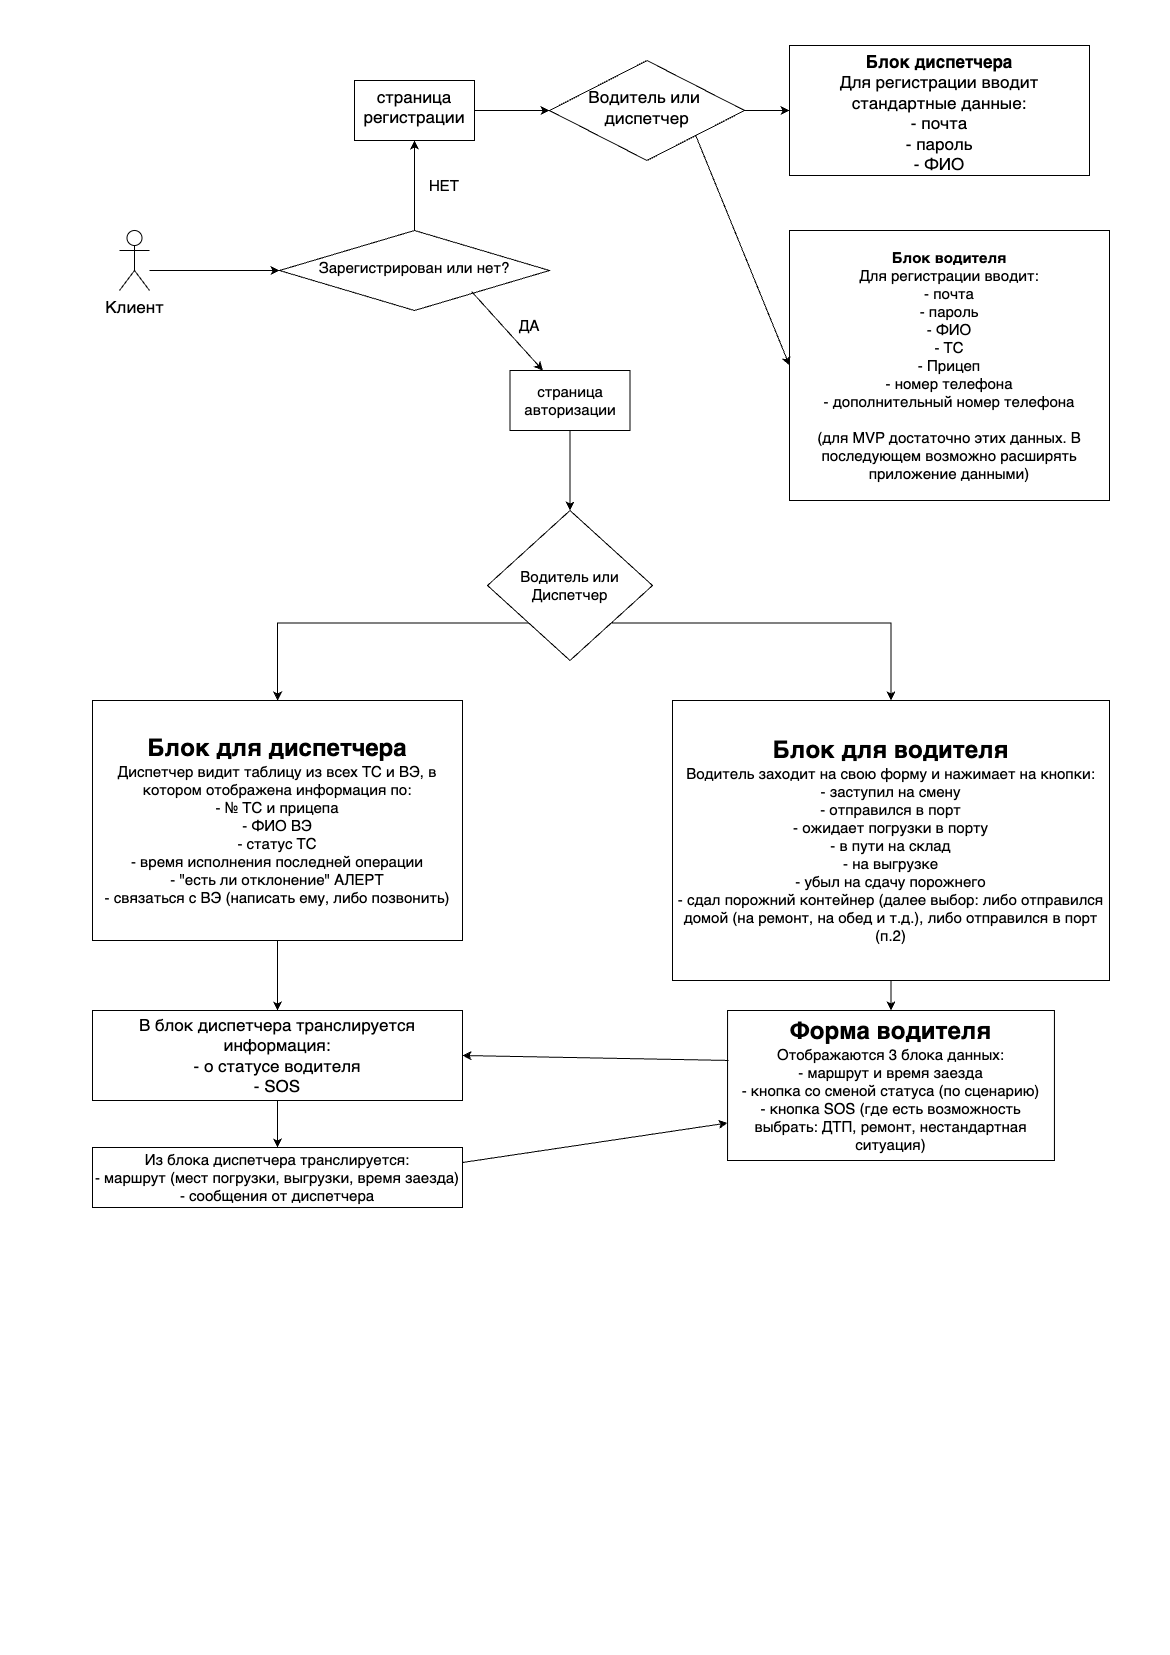 страница
регистрации
Водитель или
диспетчер
Блок диспетчера
Для регистрации вводит
стандартные данные:
- почта
- пароль
- ФИО
НЕТ
Клиент
Зарегистрирован или нет?
ДА
Блок водителя
Для регистрации вводит:
- почта
- пароль
- ФИО
- ТС
- Прицеп
- номер телефона
- дополнительный номер телефона
(для MVP достаточно этих данных. В
последующем возможно расширять
приложение данными)
страница
авторизации
Водитель или
Диспетчер
Блок для диспетчера
Диспетчер видит таблицу из всех ТС и ВЭ, в
котором отображена информация по:
- № ТС и прицепа
- ФИО ВЭ
- статус ТС
- время исполнения последней операции
- "есть ли отклонение" АЛЕРТ
- связаться с ВЭ (написать ему, либо позвонить)
Блок для водителя
Водитель заходит на свою форму и нажимает на кнопки:
- заступил на смену
- отправился в порт
- ожидает погрузки в порту
- в пути на склад
- на выгрузке
- убыл на сдачу порожнего
- сдал порожний контейнер (далее выбор: либо отправился
домой (на ремонт, на обед и т.д.), либо отправился в порт
(п.2)
В блок диспетчера транслируется
информация:
- о статусе водителя
- SOS
Форма водителя
Отображаются 3 блока данных:
- маршрут и время заезда
- кнопка со сменой статуса (по сценарию)
- кнопка SOS (где есть возможность
выбрать: ДТП, ремонт, нестандартная
ситуация)
Из блока диспетчера транслируется:
- маршрут (мест погрузки, выгрузки, время заезда)
- сообщения от диспетчера